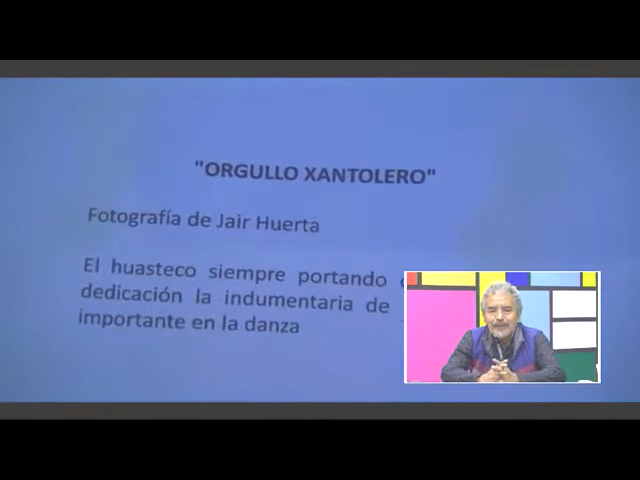 "ORGULLO XANTOLERO"
Fotografía de Jair Huerta
El huasteco siempre portando
dedicación la indumentaria de
importante en la danza